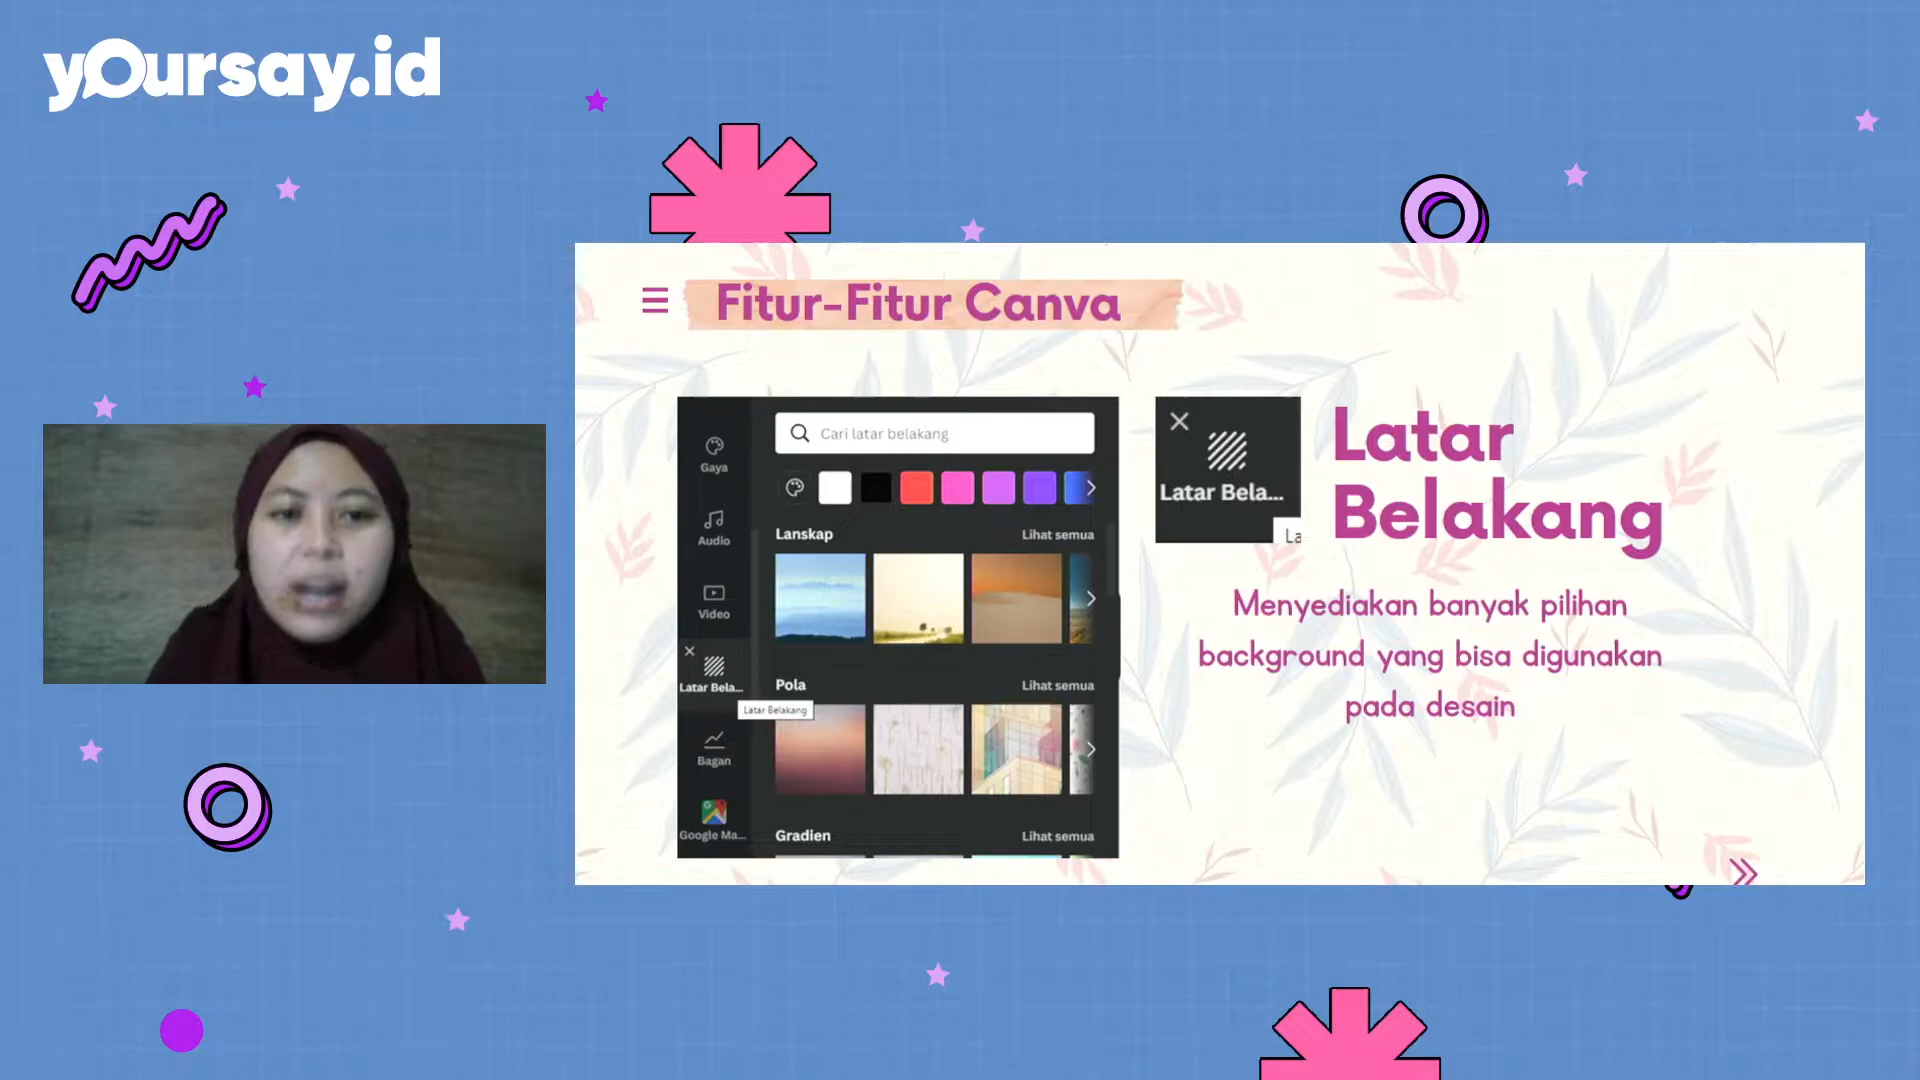 yoursay.id
Fitur-Fitur Canva
Cari latar belakang
Gaya
Audio
Video
Latar Bela...
Latar Belakang
Bagan
Google Ma...
Lanskap
Lihat semua
Pola
Lihat semua
Gradien
Lihat semua
Latar Bela...
La
Latar
Belakang
Menyediakan banyak pilihan
background yang bisa digunakan
pada desain